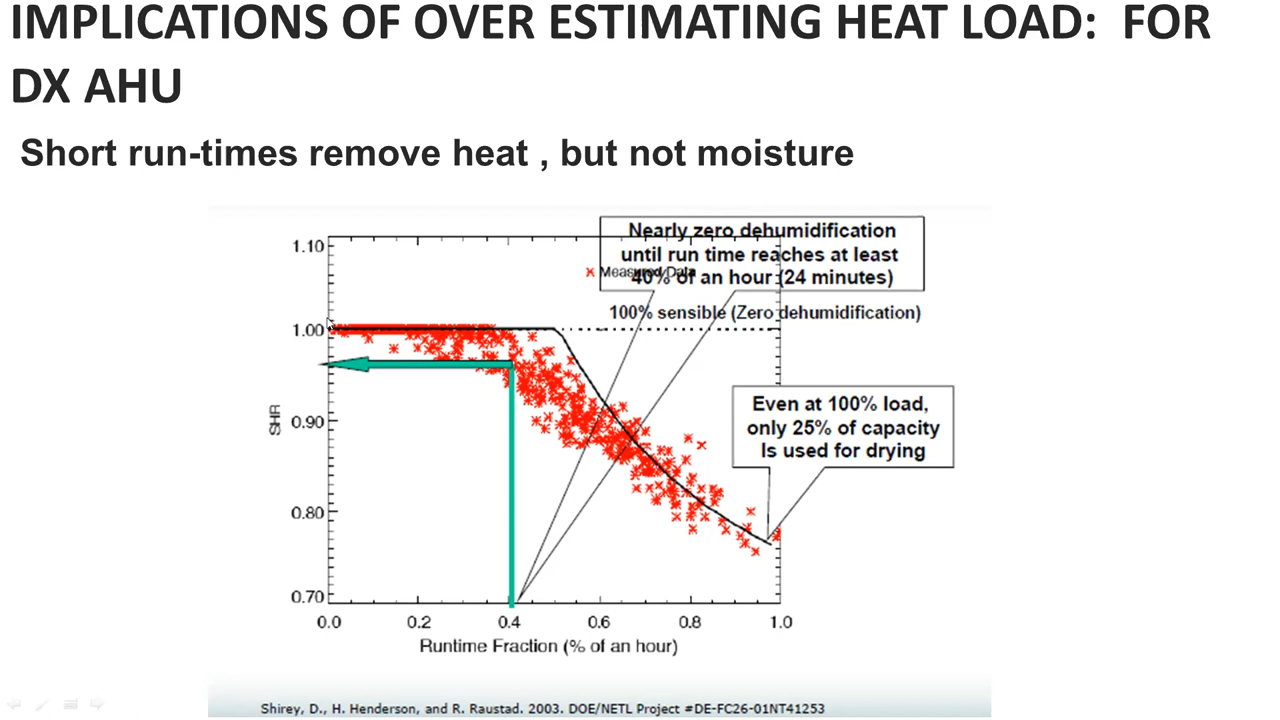 IMPLICATIONS OF OVER ESTIMATING HEAT LOAD: FOR
DX AHU
Short run-times remove heat , but not moisture
Nearly zero dehumidification
until run time reaches at least
40% of an hour (24 minutes)
Measured Data
100% sensible (Zero dehumidification)
Even at 100% load,
only 25% of capacity
Is used for drying
SHR
1.10
1.00
0.90
0.80
0.70
0.0 0.2 0.4 0.6 0.8 1.0
Runtime Fraction (% of an hour)
Shirey, D., H. Henderson, and R. Raustad. 2003. DOE/NETL Project #DE-FC26-01NT41253